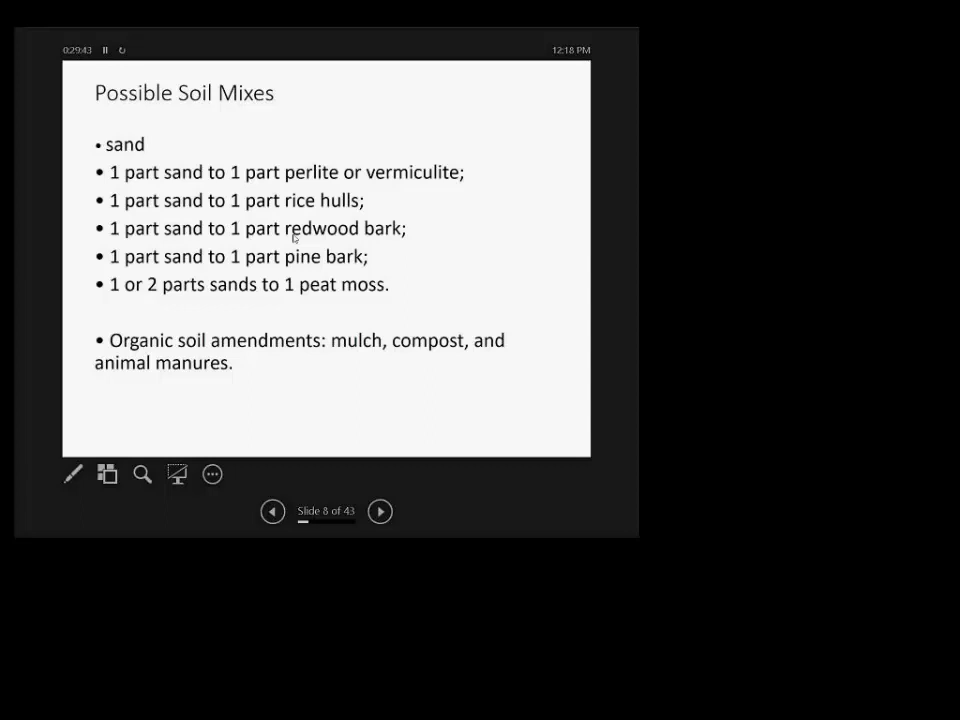 0:29:43
12:18 PM
Possible Soil Mixes
• sand
• 1 part sand to 1 part perlite or vermiculite;
• 1 part sand to 1 part rice hulls;
• 1 part sand to 1 part redwood bark;
• 1 part sand to 1 part pine bark;
• 1 or 2 parts sands to 1 peat moss.
• Organic soil amendments: mulch, compost, and
animal manures.
Slide 8 of 43